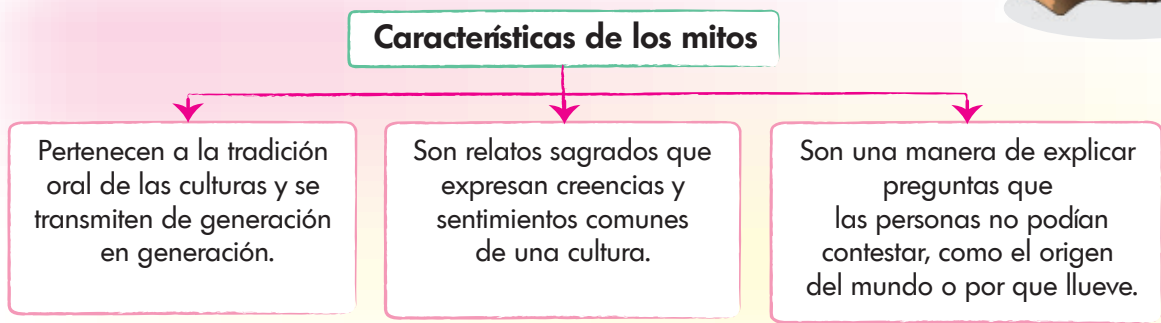 Características de los mitos
Pertenecen a la tradición
oral de las culturas y se
transmiten de generación
en generación.
Son relatos sagrados que
expresan creencias y
sentimientos comunes
de una cultura.
Son una manera de explicar
preguntas que
las personas no podían
contestar, como el origen
del mundo o por que llueve.